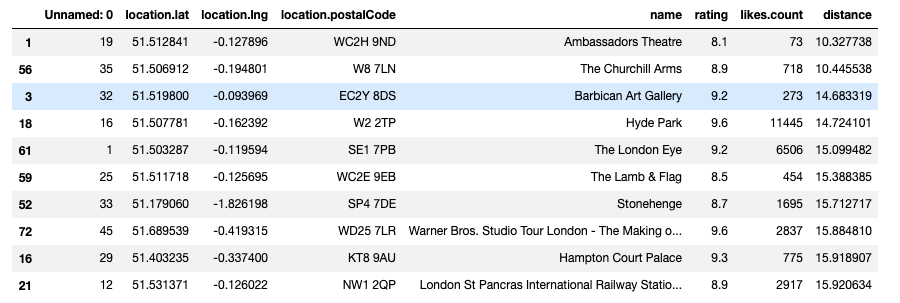 Unnamed: 0 location.lat location.lng location.postalCode name rating likes.count distance
1 19 51.512841 -0.127896 WC2H 9ND Ambassadors Theatre 8.1 73 10.327738
56 35 51.506912 -0.194801 W8 7LN The Churchill Arms 8.9 718 10.445538
3 32 51.519800 -0.093969 EC2Y 8DS Barbican Art Gallery 9.2 273 14.683319
18 16 51.507781 -0.162392 W2 2TP Hyde Park 9.6 11445 14.724101
61 1 51.503287 -0.119594 SE1 7PB The London Eye 9.2 6506 15.099482
59 25 51.511718 -0.125695 WC2E 9EB The Lamb & Flag 8.5 454 15.388385
52 33 51.179060 -1.826198 SP4 7DE Stonehenge 8.7 1695 15.712717
72 45 51.689539 -0.419315 WD25 7LR Warner Bros. Studio Tour London - The Making o... 9.6 2837 15.884810
16 29 51.403235 -0.337400 KT8 9AU Hampton Court Palace 9.3 775 15.918907
21 12 51.531371 -0.126022 NW1 2QP London St Pancras International Railway Statio... 8.9 2917 15.920634